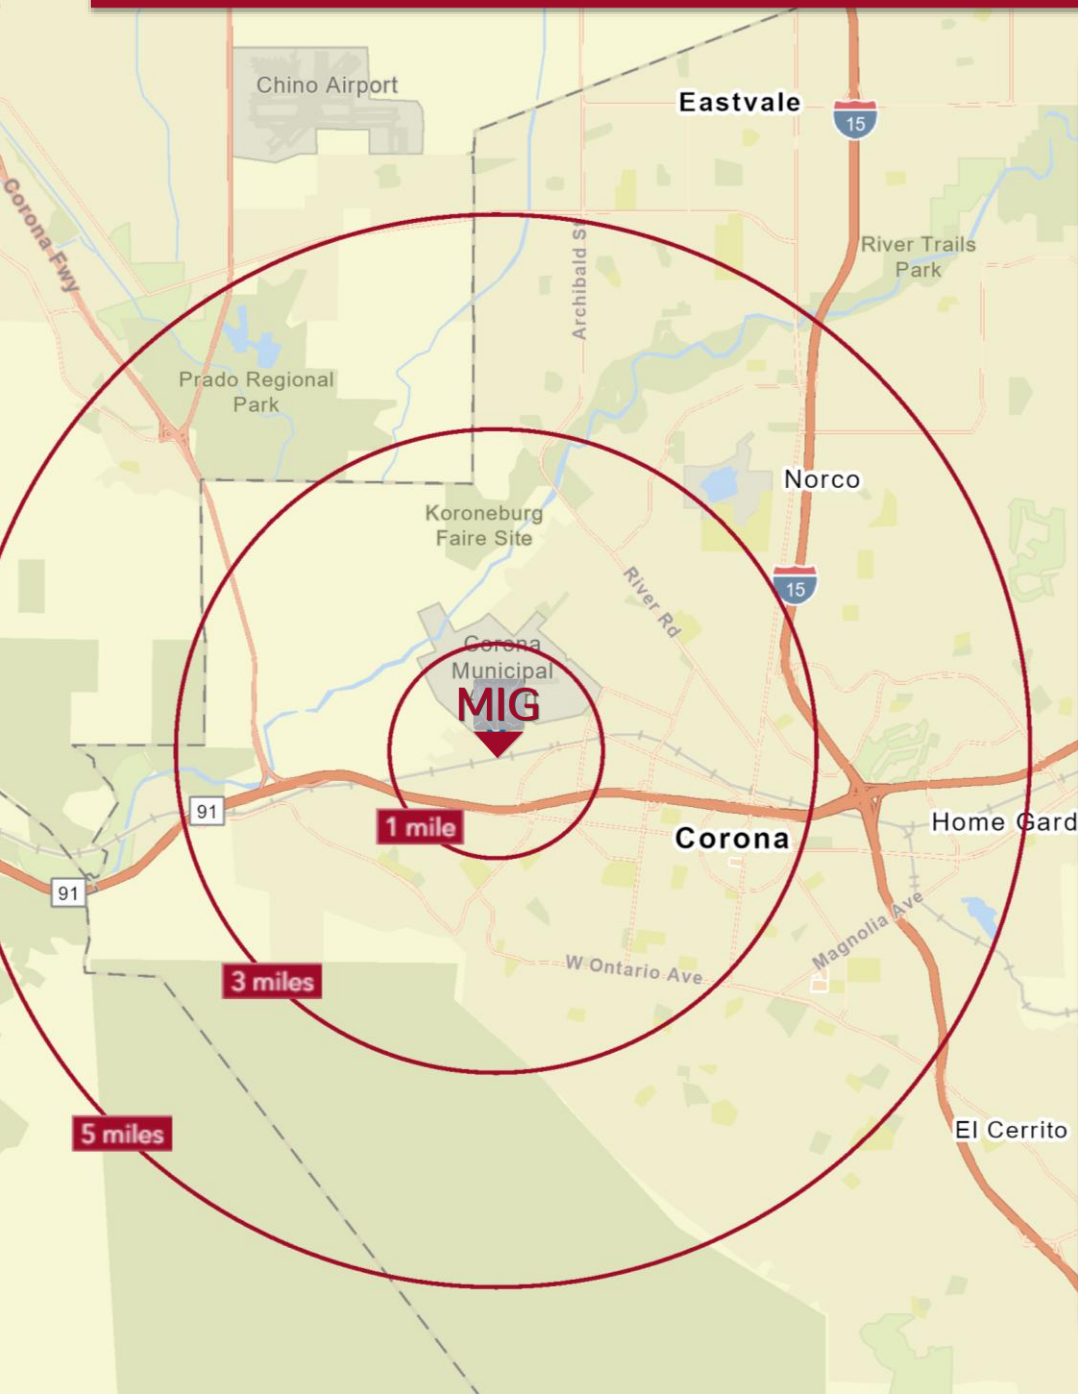 Chino Airport
Eastvale
15
Corona Fwy
River Trails
Park
Archibald S
Prado Regional
Park
Norco
Koroneburg
Faire Site
15
River Rd
Corona
Municipal
MIG
91
1 mile
Corona
Home Gard
91
Magnolia Ave
W Ontario Ave
3 miles
El Cerrito
5 miles